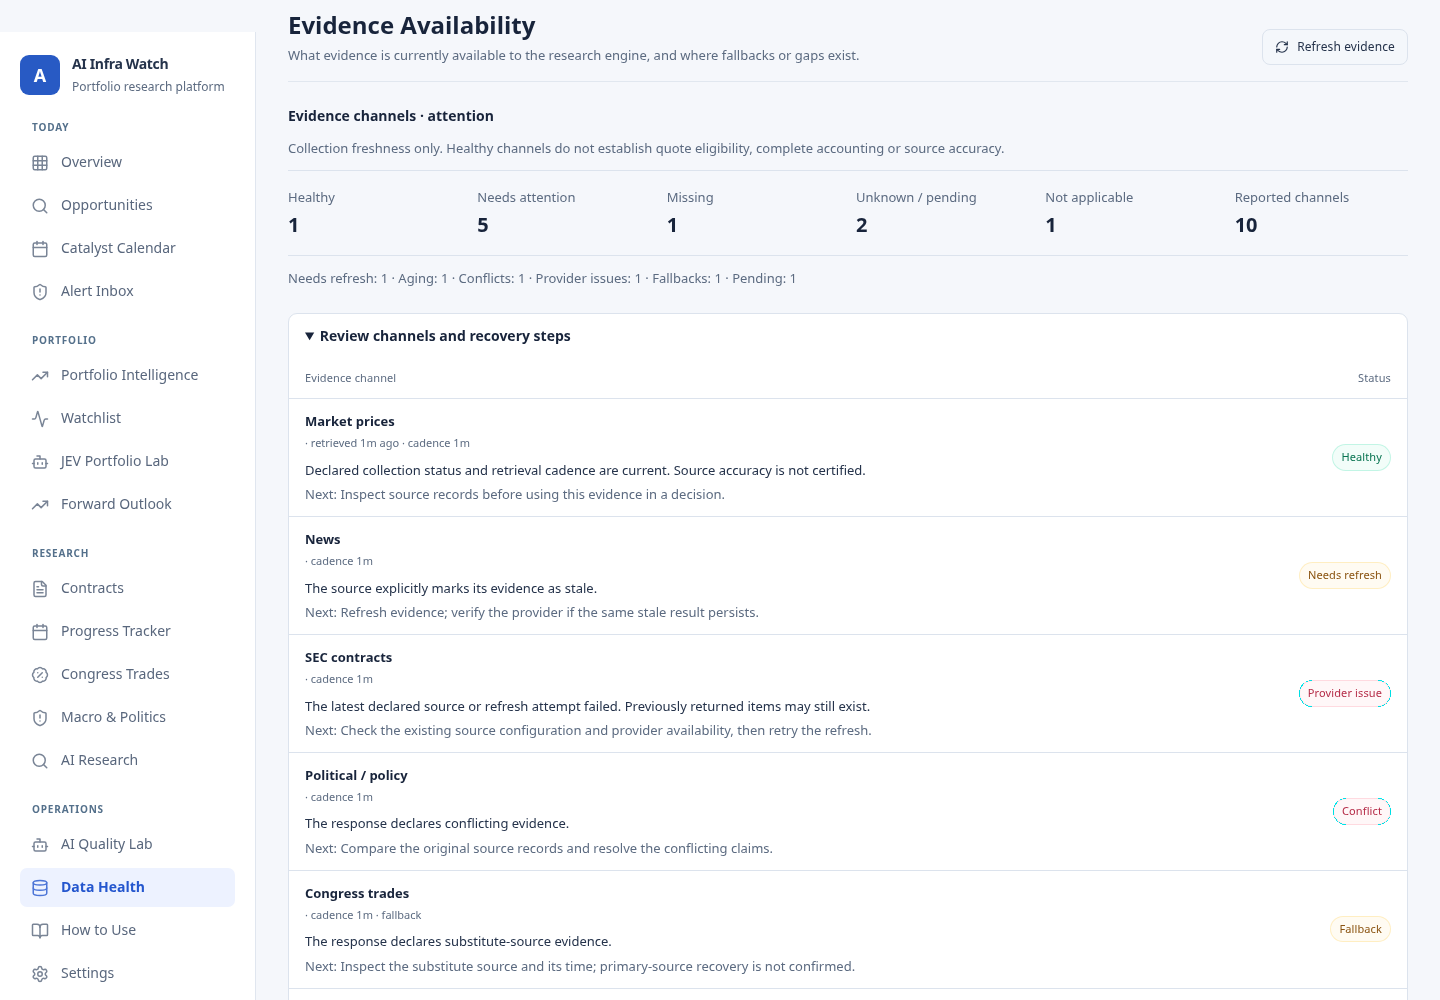 A
AI Infra Watch
Portfolio research platform
TODAY
Overview
Opportunities
Catalyst Calendar
Alert Inbox
PORTFOLIO
Portfolio Intelligence
Watchlist
JEV Portfolio Lab
Forward Outlook
RESEARCH
Contracts
Progress Tracker
Congress Trades
Macro & Politics
AI Research
OPERATIONS
AI Quality Lab
Data Health
How to Use
Settings
Evidence Availability
What evidence is currently available to the research engine, and where fallbacks or gaps exist.
Refresh evidence
Evidence channels · attention
Collection freshness only. Healthy channels do not establish quote eligibility, complete accounting or source accuracy.
Healthy
1
Needs attention
5
Missing
1
Unknown / pending
2
Not applicable
1
Reported channels
10
Needs refresh: 1 · Aging: 1 · Conflicts: 1 · Provider issues: 1 · Fallbacks: 1 · Pending: 1
▼ Review channels and recovery steps
Evidence channel Status
Market prices
· retrieved 1m ago · cadence 1m
Declared collection status and retrieval cadence are current. Source accuracy is not certified.
Next: Inspect source records before using this evidence in a decision.
Healthy
News
· cadence 1m
The source explicitly marks its evidence as stale.
Next: Refresh evidence; verify the provider if the same stale result persists.
Needs refresh
SEC contracts
· cadence 1m
The latest declared source or refresh attempt failed. Previously returned items may still exist.
Next: Check the existing source configuration and provider availability, then retry the refresh.
Provider issue
Political / policy
· cadence 1m
The response declares conflicting evidence.
Next: Compare the original source records and resolve the conflicting claims.
Conflict
Congress trades
· cadence 1m · fallback
The response declares substitute-source evidence.
Next: Inspect the substitute source and its time; primary-source recovery is not confirmed.
Fallback